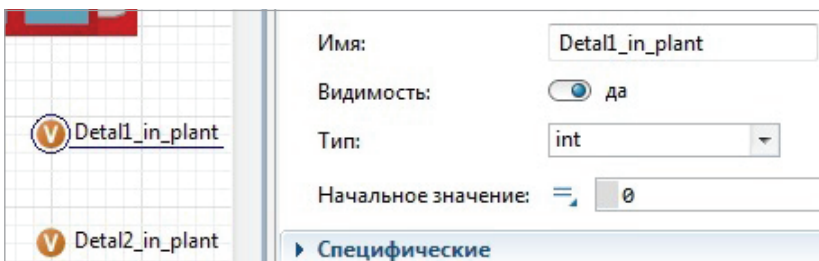 V Detal1_in_plant
V Detal2_in_plant
Имя: Detal1_in_plant
Видимость: да
Тип: int
Начальное значение: 0
Специфические